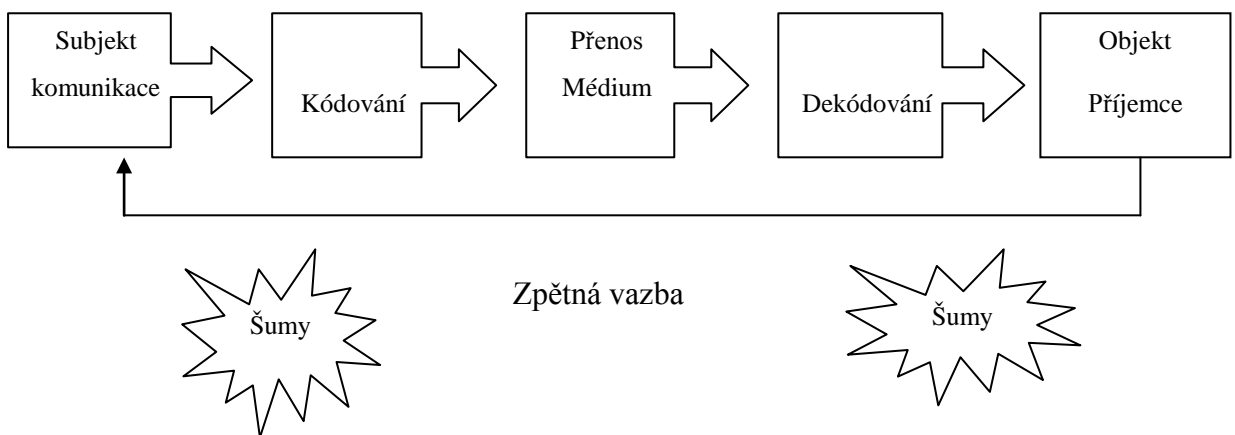 Subjekt
komunikace
Kódování
Přenos
Médium
Dekódování
Objekt
Příjemce
Zpětná vazba
Šumy
Šumy